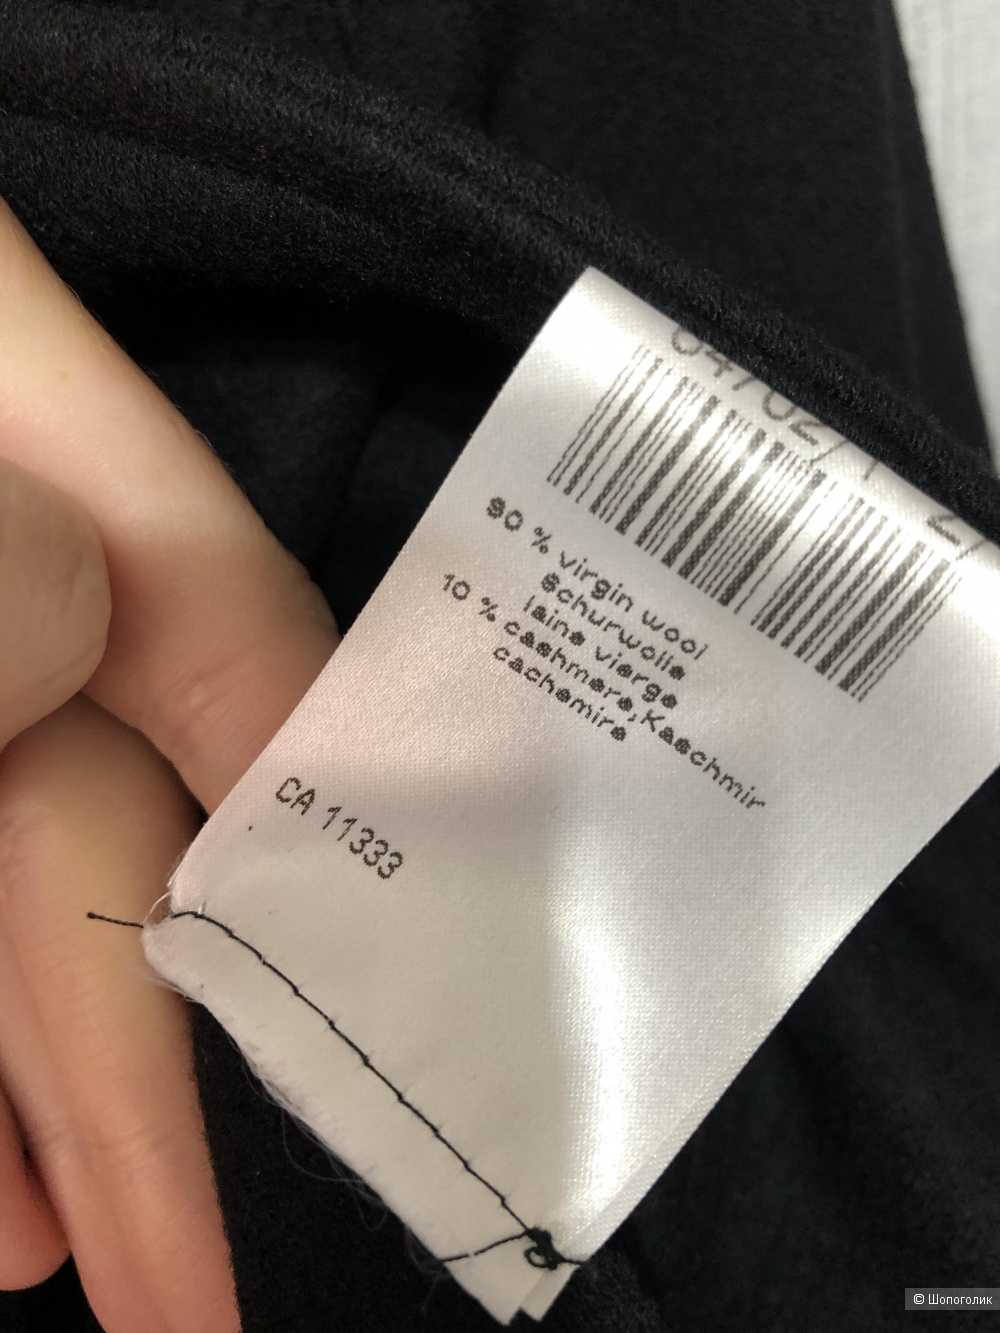 90 % virgin wool
Schurwolle
laine vierge
10 % cashmere,Kaschmir
cachemire
CA 11333
© Шопоголик